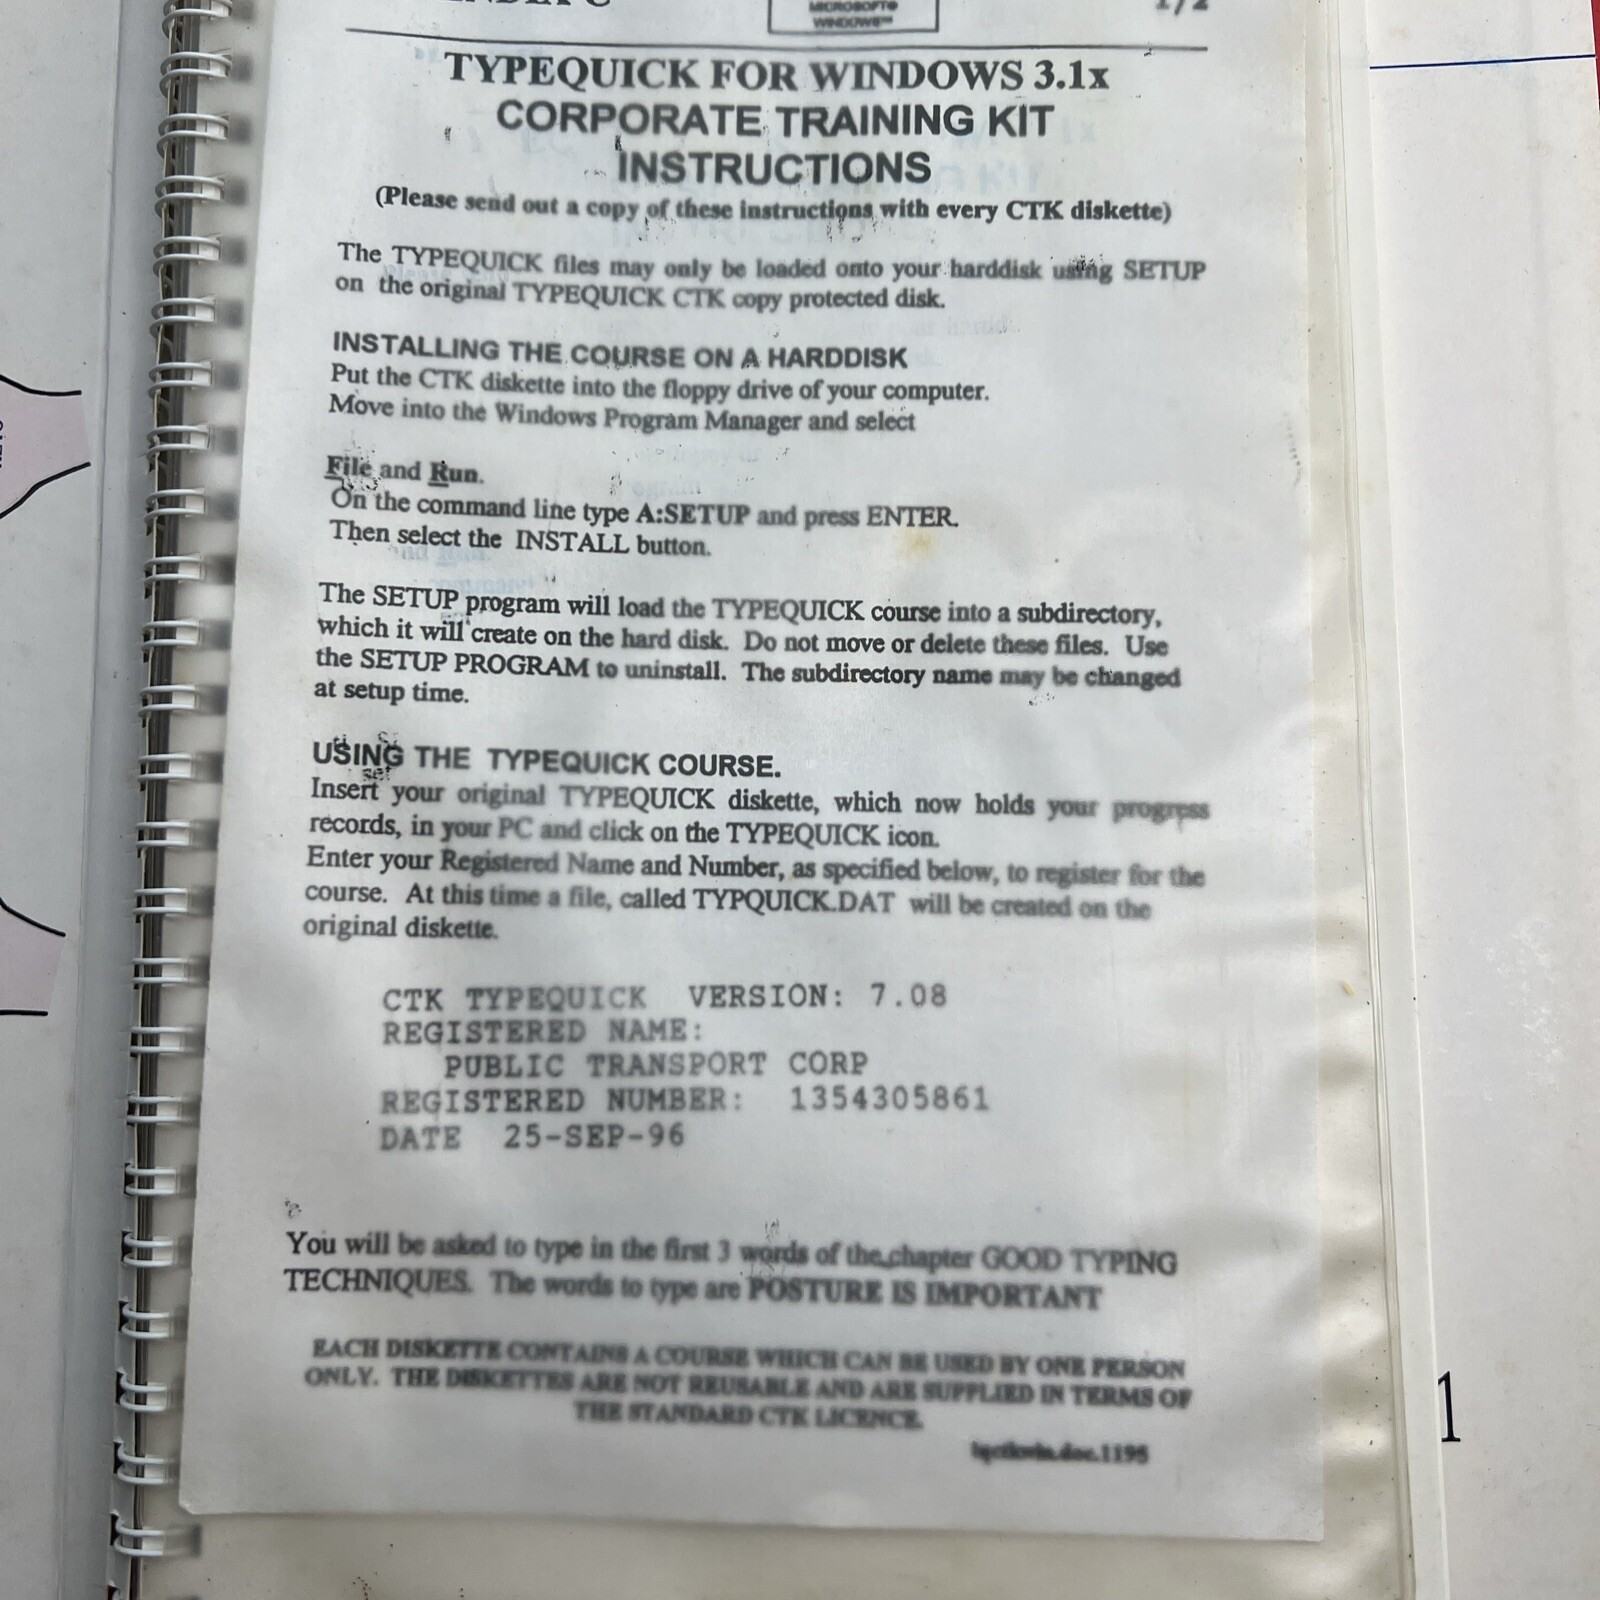 MICROSOFT®
WINDOWS™
1/2
TYPEQUICK FOR WINDOWS 3.1x
CORPORATE TRAINING KIT
INSTRUCTIONS
(Please send out a copy of these instructions with every CTK diskette)
The TYPEQUICK files may only be loaded onto your harddisk using SETUP
on the original TYPEQUICK CTK copy protected disk.
INSTALLING THE COURSE ON A HARDDISK
Put the CTK diskette into the floppy drive of your computer.
Move into the Windows Program Manager and select
File and Run.
On the command line type A:SETUP and press ENTER.
Then select the INSTALL button.
The SETUP program will load the TYPEQUICK course into a subdirectory,
which it will create on the hard disk. Do not move or delete these files. Use
the SETUP PROGRAM to uninstall. The subdirectory name may be changed
at setup time.
USING THE TYPEQUICK COURSE.
Insert your original TYPEQUICK diskette, which now holds your progress
records, in your PC and click on the TYPEQUICK icon.
Enter your Registered Name and Number, as specified below, to register for the
course. At this time a file, called TYPQUICK.DAT will be created on the
original diskette.
CTK TYPEQUICK VERSION: 7.08
REGISTERED NAME:
PUBLIC TRANSPORT CORP
REGISTERED NUMBER: 1354305861
DATE 25-SEP-96
You will be asked to type in the first 3 words of the chapter GOOD TYPING
TECHNIQUES. The words to type are POSTURE IS IMPORTANT
EACH DISKETTE CONTAINS A COURSE WHICH CAN BE USED BY ONE PERSON
ONLY. THE DISKETTES ARE NOT REUSABLE AND ARE SUPPLIED IN TERMS OF
THE STANDARD CTK LICENCE.
1